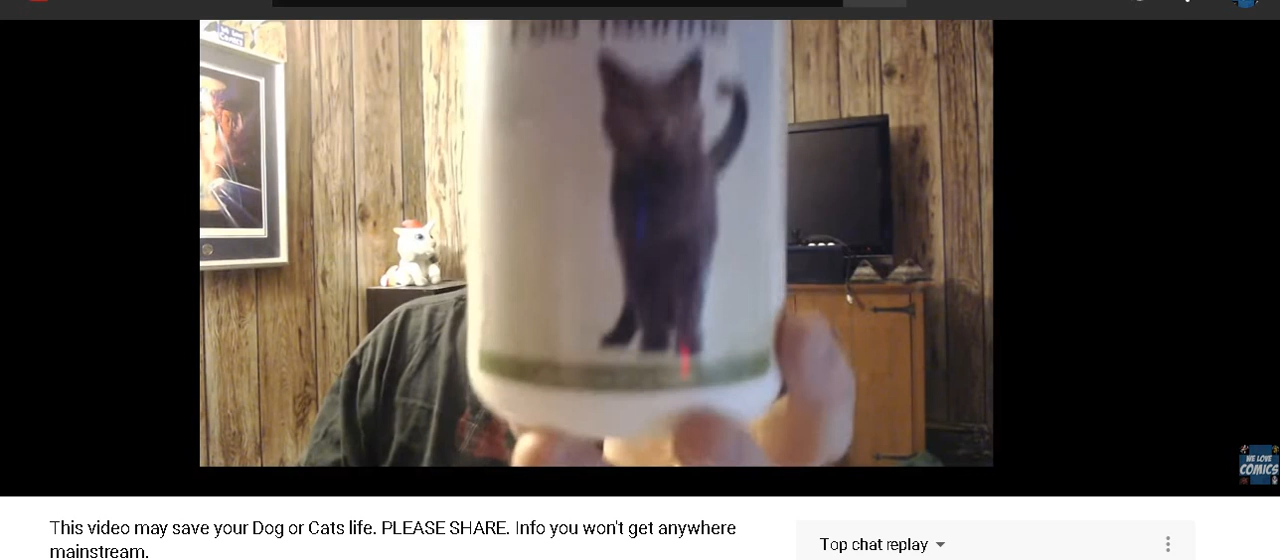 WE LOVE
COMICS
This video may save your Dog or Cats life. PLEASE SHARE. Info you won't get anywhere
mainstream.
Top chat replay